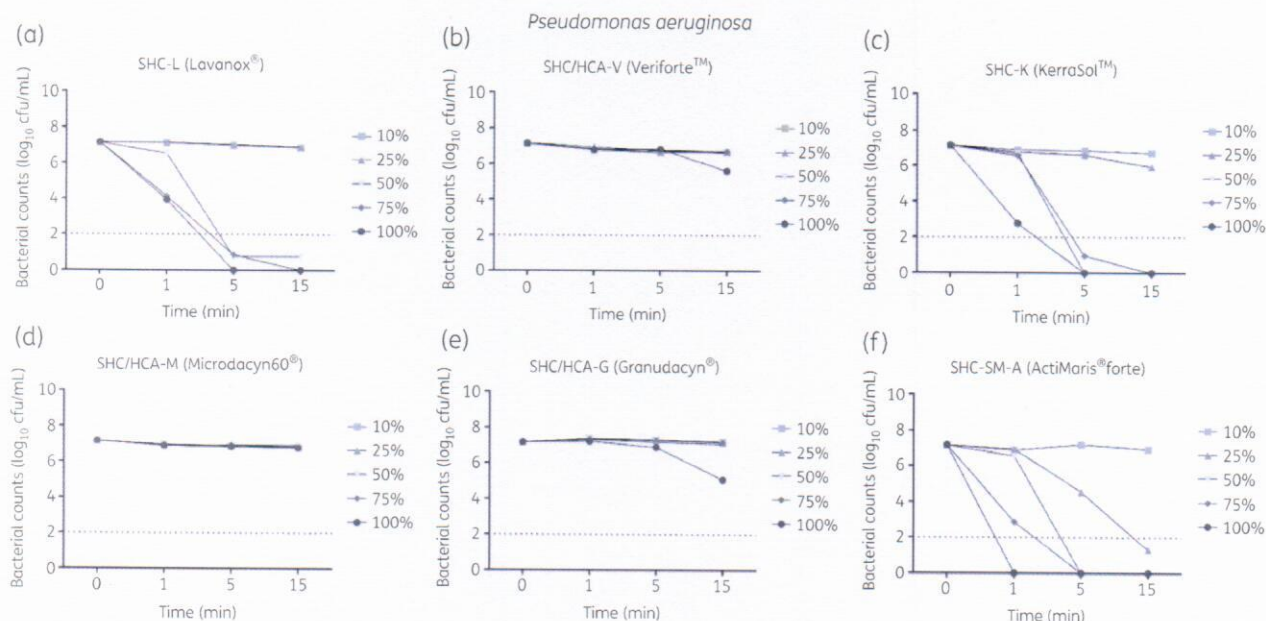 Pseudomonas aeruginosa
(a)
SHC-L (Lavanox®)
Bacterial counts (log10 cfu/mL)
10
8
6
4
2
0
0 1 5 15
Time (min)
10%
25%
50%
75%
100%
(b)
SHC/HCA-V (Veriforte™)
Bacterial counts (log10 cfu/mL)
10
8
6
4
2
0
0 1 5 15
Time (min)
10%
25%
50%
75%
100%
(c)
SHC-K (KerraSol™)
Bacterial counts (log10 cfu/mL)
10
8
6
4
2
0
0 1 5 15
Time (min)
10%
25%
50%
75%
100%
(d)
SHC/HCA-M (Microdacyn60®)
Bacterial counts (log10 cfu/mL)
10
8
6
4
2
0
0 1 5 15
Time (min)
10%
25%
50%
75%
100%
(e)
SHC/HCA-G (Granudacyn®)
Bacterial counts (log10 cfu/mL)
10
8
6
4
2
0
0 1 5 15
Time (min)
10%
25%
50%
75%
100%
(f)
SHC-SM-A (ActiMaris®forte)
Bacterial counts (log10 cfu/mL)
10
8
6
4
2
0
0 1 5 15
Time (min)
10%
25%
50%
75%
100%